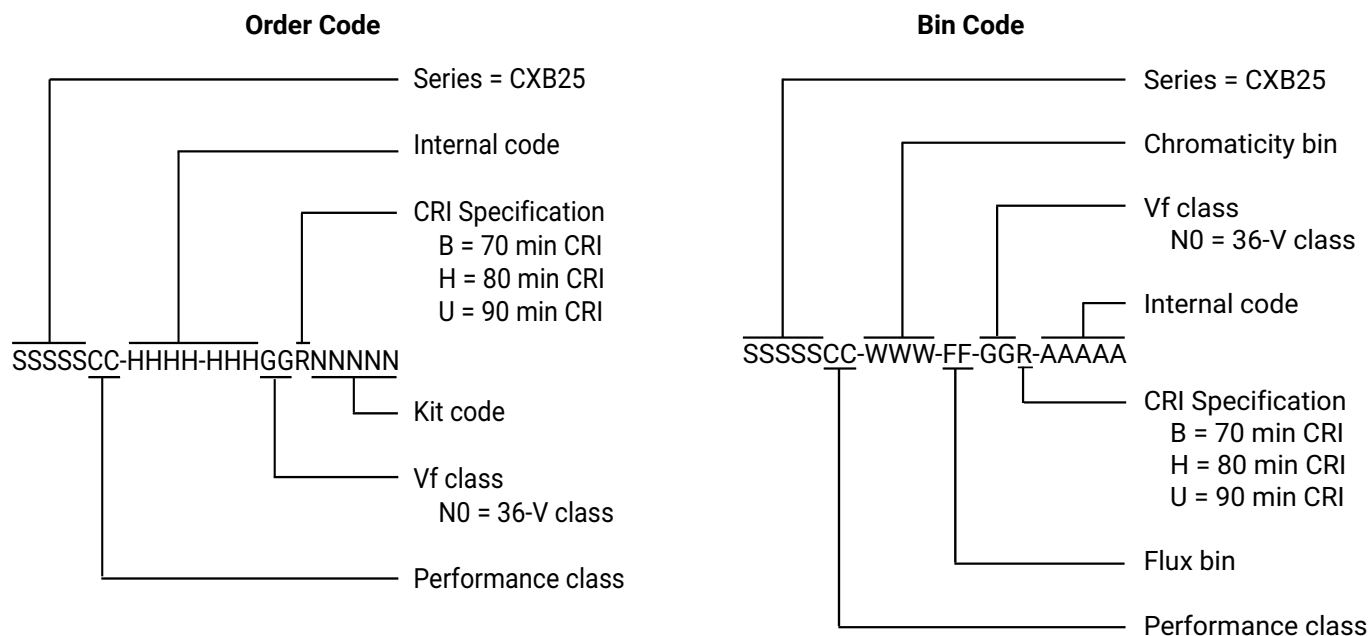 Order Code
Series = CXB25
Internal code
CRI Specification
B = 70 min CRI
H = 80 min CRI
U = 90 min CRI
SSSSSCC-HHHH-HHHGGRNNNNN
Kit code
Vf class
N0 = 36-V class
Performance class
Bin Code
Series = CXB25
Chromaticity bin
Vf class
N0 = 36-V class
Internal code
SSSSSCC-WWW-FF-GGR-AAAAA
CRI Specification
B = 70 min CRI
H = 80 min CRI
U = 90 min CRI
Flux bin
Performance class